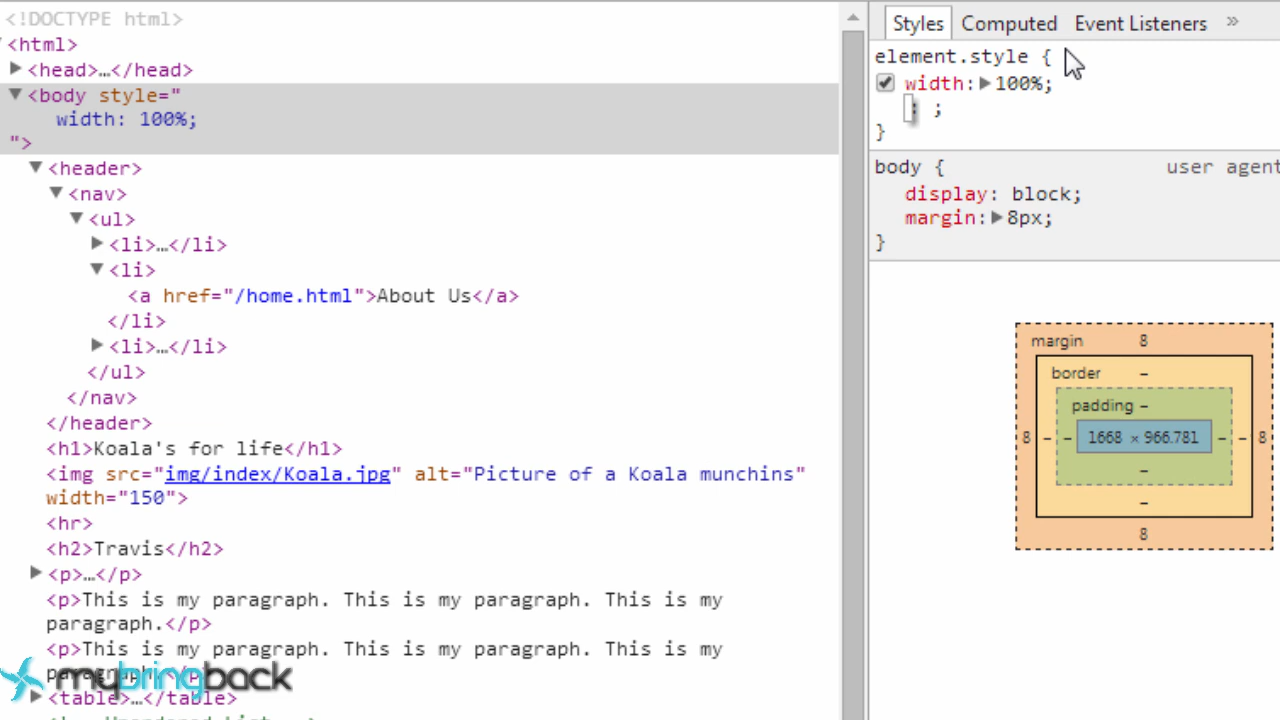 <!DOCTYPE html>
<html>
<head>…</head>
<body style="
width: 100%;
">
<header>
<nav>
<ul>
<li>…</li>
<li>
<a href="/home.html">About Us</a>
</li>
<li>…</li>
</ul>
</nav>
</header>
<h1>Koala's for life</h1>
<img src="img/index/Koala.jpg" alt="Picture of a Koala munchins"
width="150">
<hr>
<h2>Travis</h2>
<p>…</p>
<p>This is my paragraph. This is my paragraph. This is my
paragraph.</p>
<p>This is my paragraph. This is my paragraph. This is my
mybringback
<table>…</table>
Styles Computed Event Listeners »
element.style {
width: 100%;
: ;
}
body { user agent
display: block;
margin: 8px;
}
margin 8
border –
padding –
8 – – 1668 × 966.781 – – 8
–
–
8